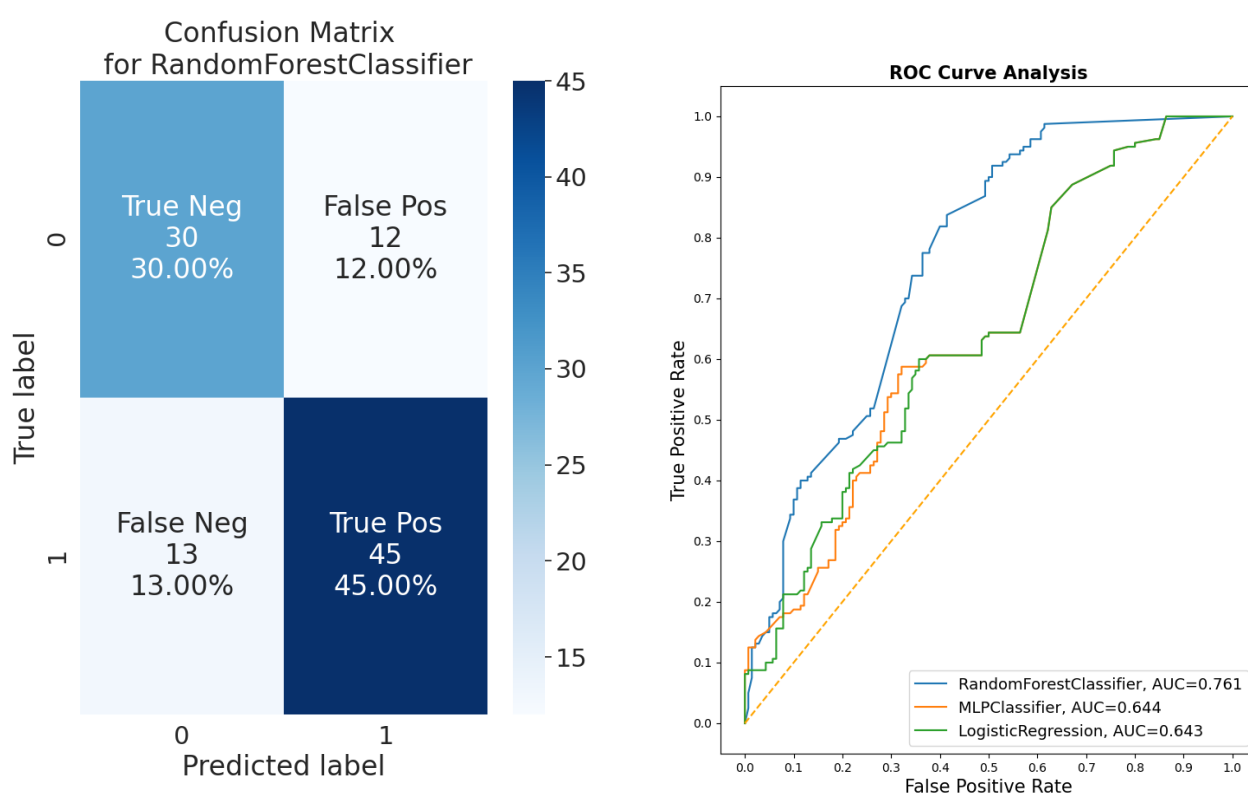 Confusion Matrix
for RandomForestClassifier
True label
0
1
True Neg
30
30.00%
False Pos
12
12.00%
False Neg
13
13.00%
True Pos
45
45.00%
0
1
Predicted label
45
40
35
30
25
20
15
ROC Curve Analysis
True Positive Rate
1.0
0.9
0.8
0.7
0.6
0.5
0.4
0.3
0.2
0.1
0.0
RandomForestClassifier, AUC=0.761
MLPClassifier, AUC=0.644
LogisticRegression, AUC=0.643
0.0 0.1 0.2 0.3 0.4 0.5 0.6 0.7 0.8 0.9 1.0
False Positive Rate